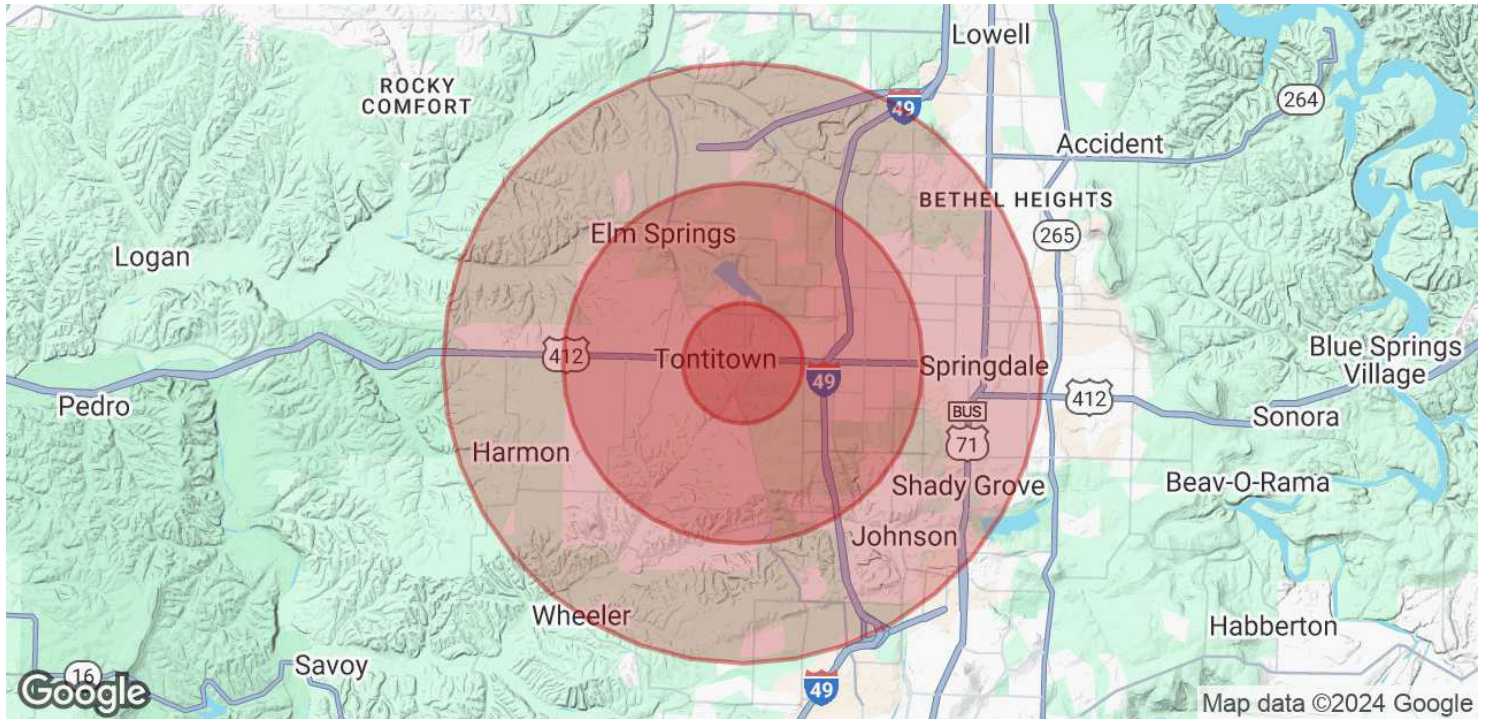 Lowell
ROCKY
COMFORT
264
49
Accident
BETHEL HEIGHTS
Elm Springs
265
Logan
Tontitown
412
49
Springdale
Blue Springs
Village
Pedro
412
BUS
71
Sonora
Harmon
Shady Grove
Beav-O-Rama
Johnson
Wheeler
Habberton
Savoy
16
Google
49
Map data ©2024 Google